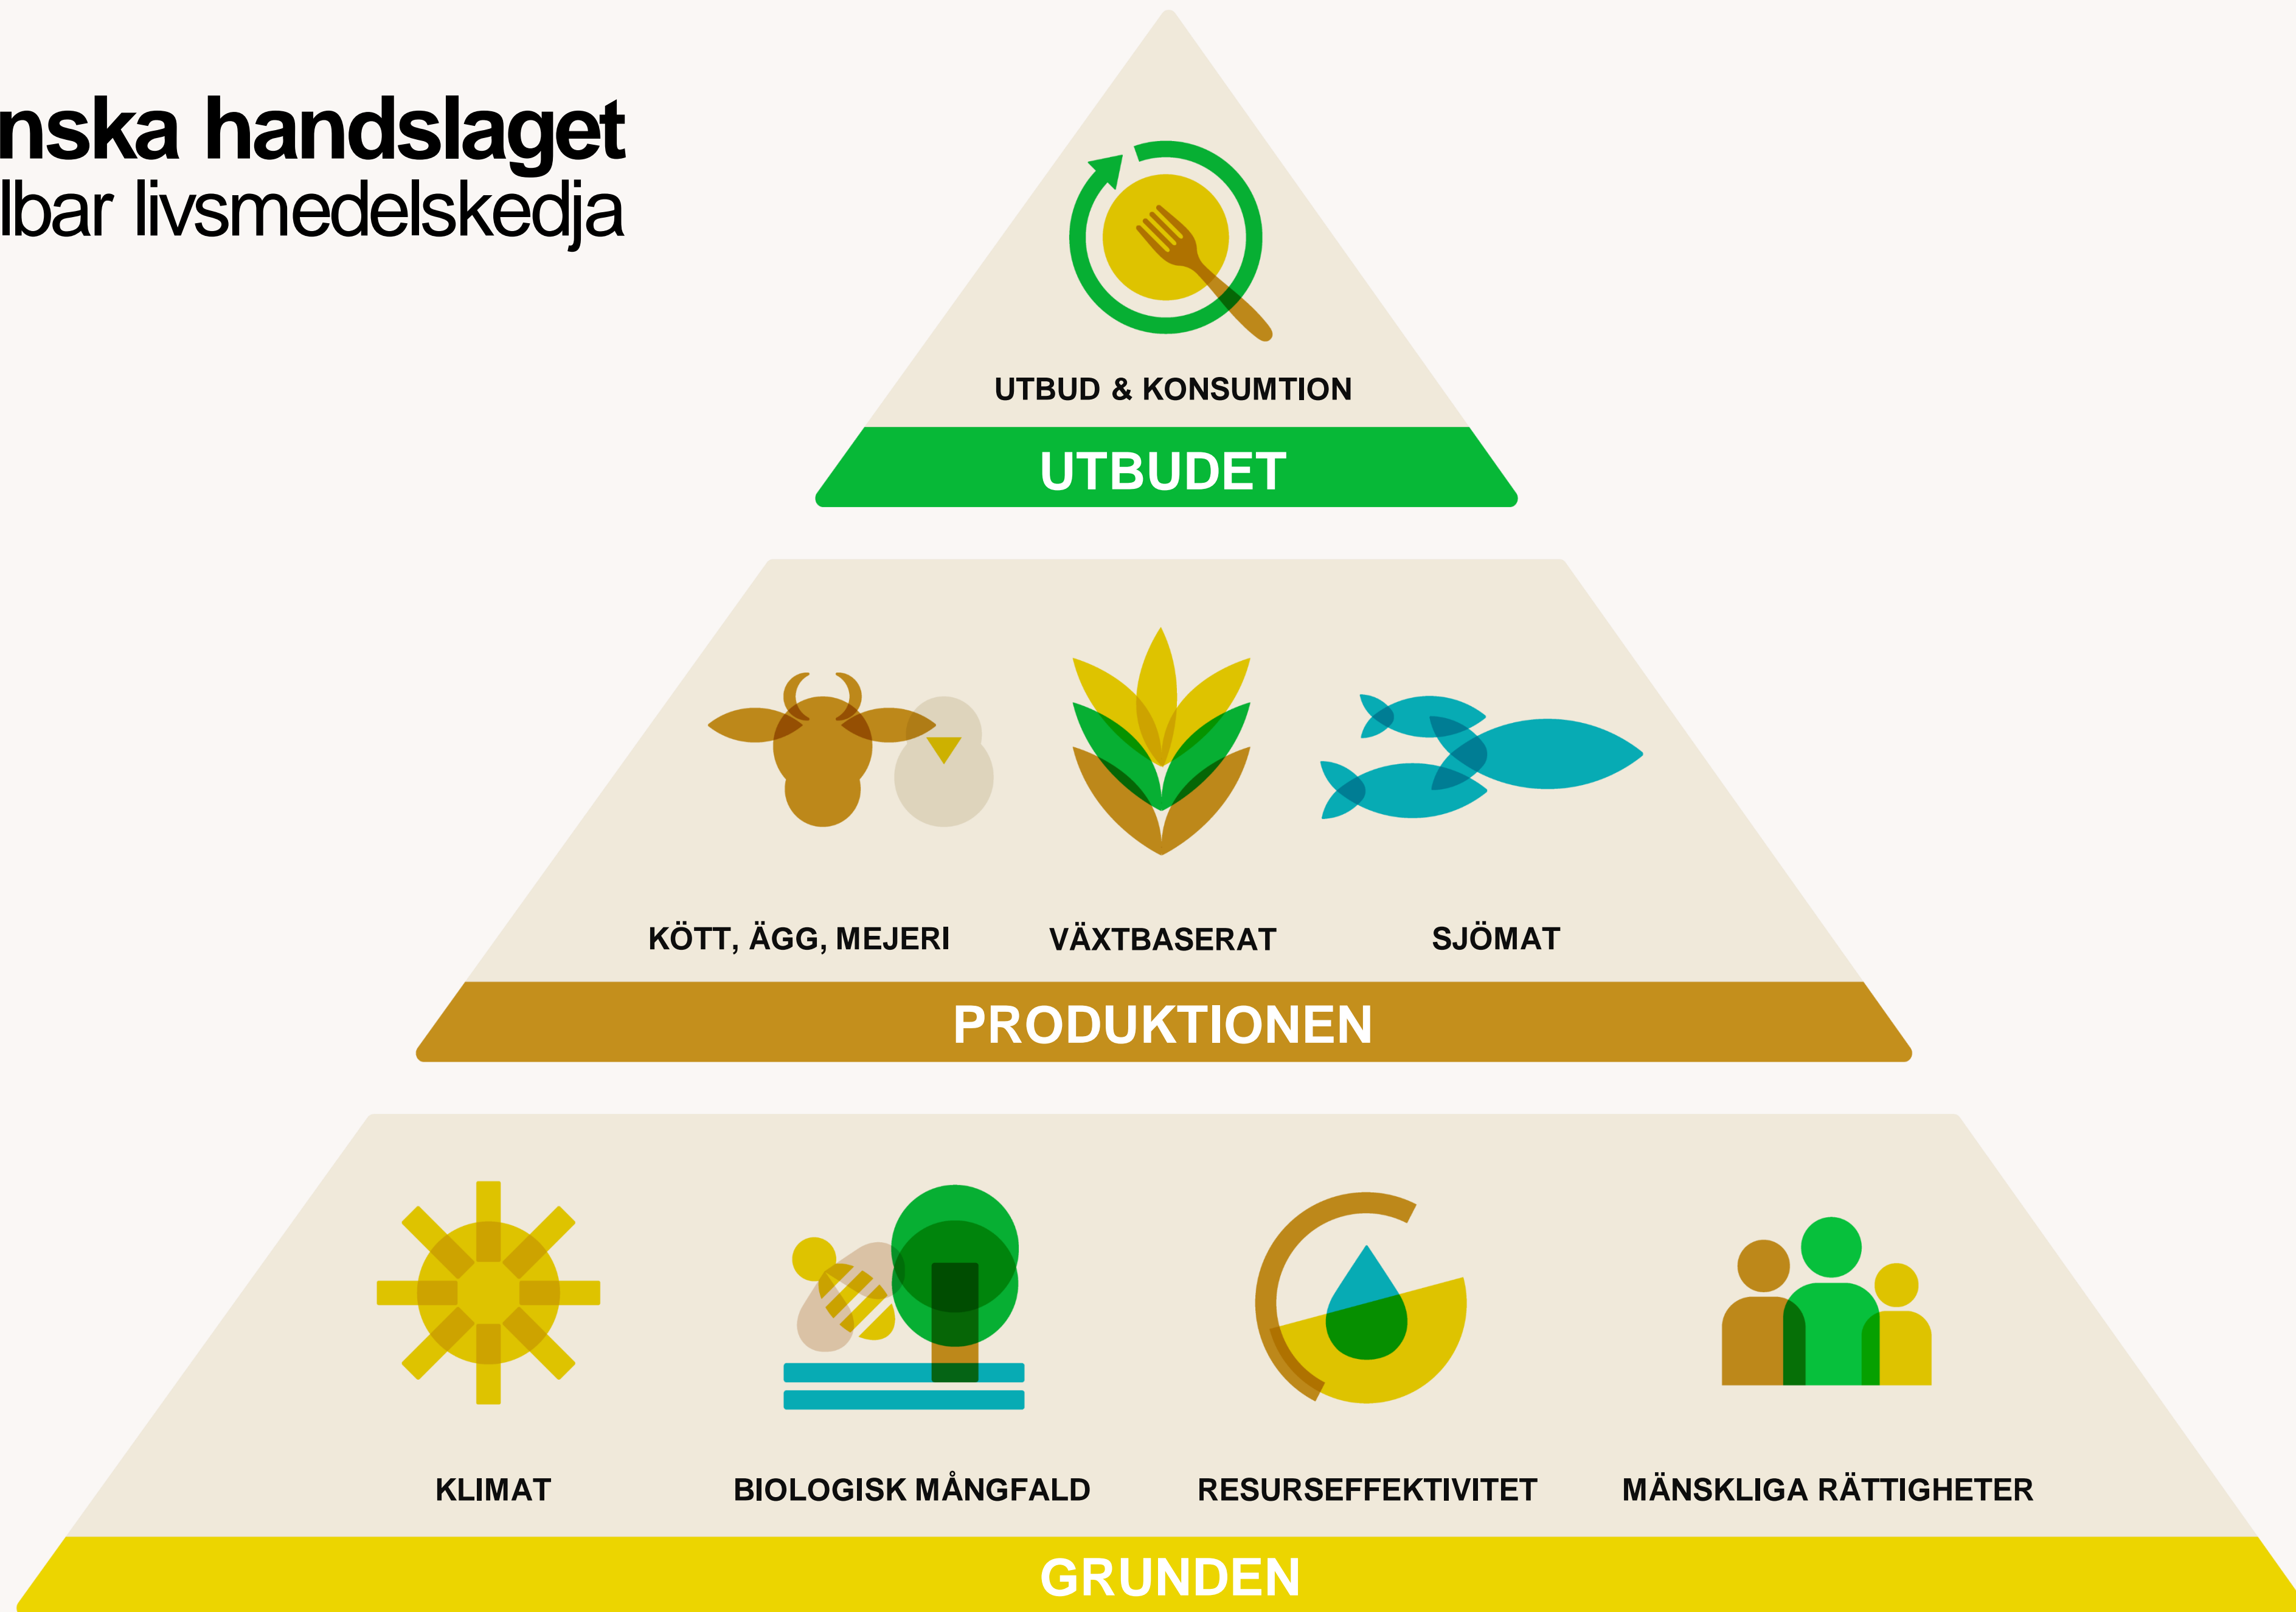 nska handslaget
lbar livsmedelskedja
UTBUD & KONSUMTION
UTBUDET
KÖTT, ÄGG, MEJERI
VÄXTBASERAT
SJÖMAT
PRODUKTIONEN
KLIMAT
BIOLOGISK MÅNGFALD
RESURSEFFEKTIVITET
MÄNSKLIGA RÄTTIGHETER
GRUNDEN